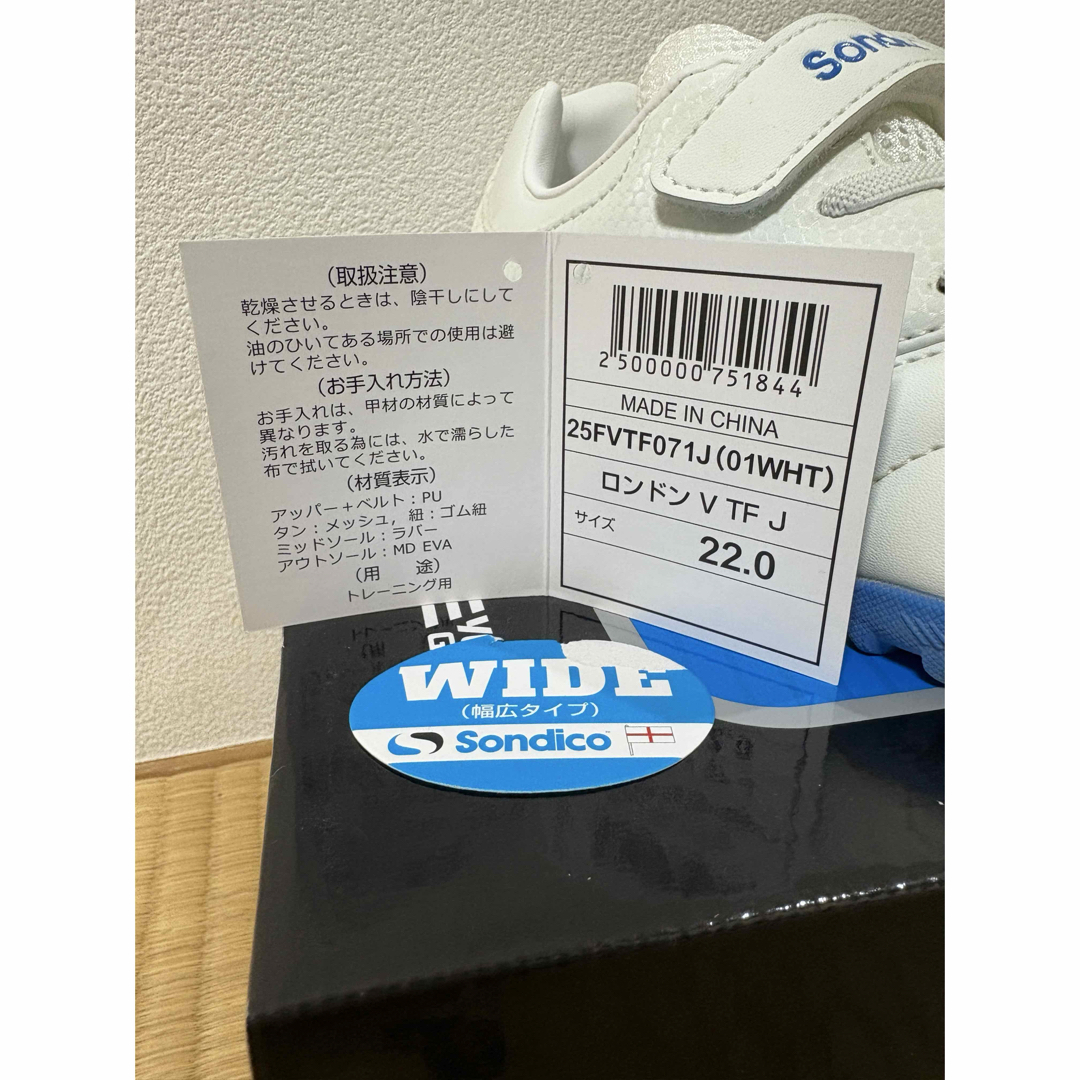 Sondi
(取扱注意)
乾燥させるときは、陰干しにして
ください。
油のひいてある場所での使用は避
けてください。
(お手入れ方法)
お手入れは、甲材の材質によって
異なります。
汚れを取る為には、水で濡らした
布で拭いてください。
(材質表示)
アッパー+ベルト:PU
タン:メッシュ, 紐:ゴム紐
ミッドソール:ラバー
アウトソール:MD EVA
(用 途)
トレーニング用
2 500000 751844
MADE IN CHINA
25FVTF071J(01WHT)
ロンドン V TF J
サイズ
22.0
WIDE
(幅広タイプ)
Sondico